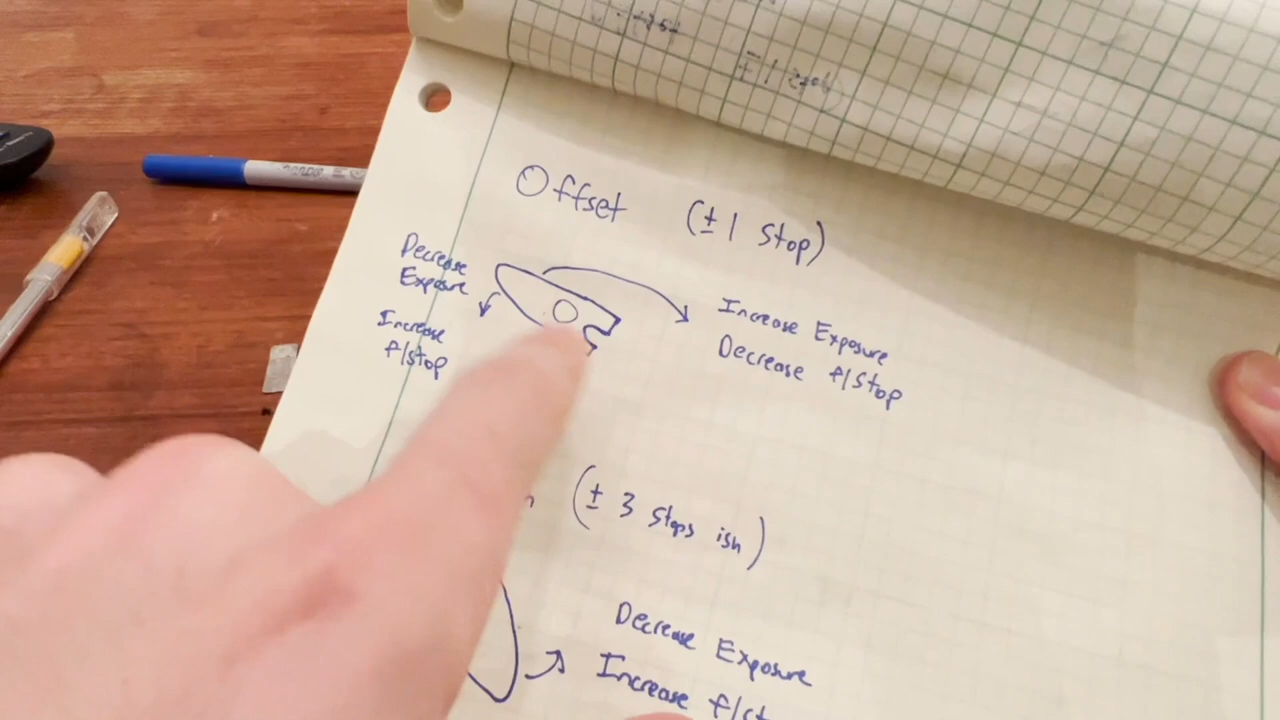 Offset (± 1 Stop)
Decrease
Exposure
Increase
f/stop
Increase Exposure
Decrease f/stop
(± 3 Stops ish)
Decrease Exposure
Increase